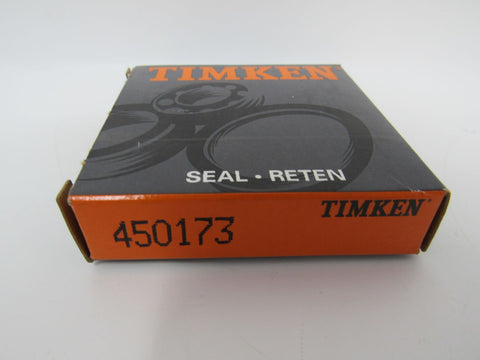 TIMKEN
SEAL • RETEN
TIMKEN
450173